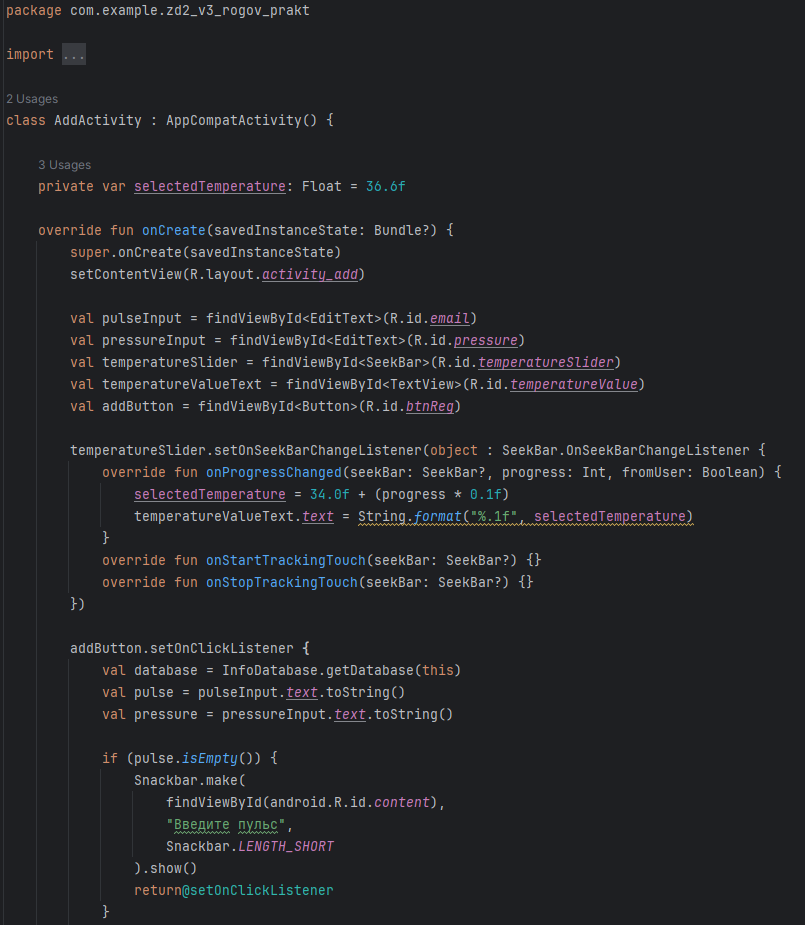 package com.example.zd2_v3_rogov_prakt
import ...
2 Usages
class AddActivity : AppCompatActivity() {
3 Usages
private var selectedTemperature: Float = 36.6f
override fun onCreate(savedInstanceState: Bundle?) {
super.onCreate(savedInstanceState)
setContentView(R.layout.activity_add)
val pulseInput = findViewById<EditText>(R.id.email)
val pressureInput = findViewById<EditText>(R.id.pressure)
val temperatureSlider = findViewById<SeekBar>(R.id.temperatureSlider)
val temperatureValueText = findViewById<TextView>(R.id.temperatureValue)
val addButton = findViewById<Button>(R.id.btnReg)
temperatureSlider.setOnSeekBarChangeListener(object : SeekBar.OnSeekBarChangeListener {
override fun onProgressChanged(seekBar: SeekBar?, progress: Int, fromUser: Boolean) {
selectedTemperature = 34.0f + (progress * 0.1f)
temperatureValueText.text = String.format("%.1f", selectedTemperature)
}
override fun onStartTrackingTouch(seekBar: SeekBar?) {}
override fun onStopTrackingTouch(seekBar: SeekBar?) {}
})
addButton.setOnClickListener {
val database = InfoDatabase.getDatabase(this)
val pulse = pulseInput.text.toString()
val pressure = pressureInput.text.toString()
if (pulse.isEmpty()) {
Snackbar.make(
findViewById(android.R.id.content),
"Введите пульс",
Snackbar.LENGTH_SHORT
).show()
return@setOnClickListener
}